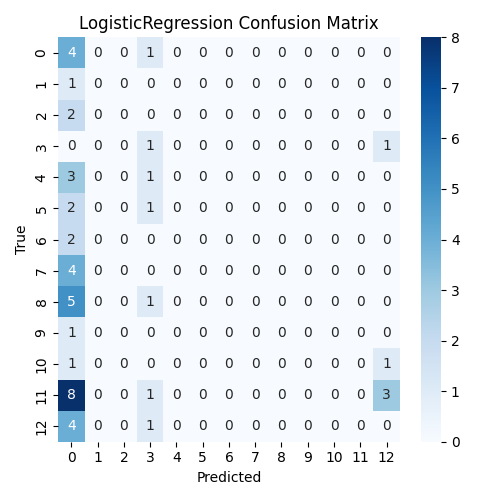 LogisticRegression Confusion Matrix
0 4 0 0 1 0 0 0 0 0 0 0 0 0
1 1 0 0 0 0 0 0 0 0 0 0 0 0
2 2 0 0 0 0 0 0 0 0 0 0 0 0
3 0 0 0 1 0 0 0 0 0 0 0 0 1
4 3 0 0 1 0 0 0 0 0 0 0 0 0
5 2 0 0 1 0 0 0 0 0 0 0 0 0
6 2 0 0 0 0 0 0 0 0 0 0 0 0
7 4 0 0 0 0 0 0 0 0 0 0 0 0
8 5 0 0 1 0 0 0 0 0 0 0 0 0
9 1 0 0 0 0 0 0 0 0 0 0 0 0
10 1 0 0 0 0 0 0 0 0 0 0 0 1
11 8 0 0 1 0 0 0 0 0 0 0 0 3
12 4 0 0 1 0 0 0 0 0 0 0 0 0
0 1 2 3 4 5 6 7 8 9 10 11 12
True
Predicted
8
7
6
5
4
3
2
1
0